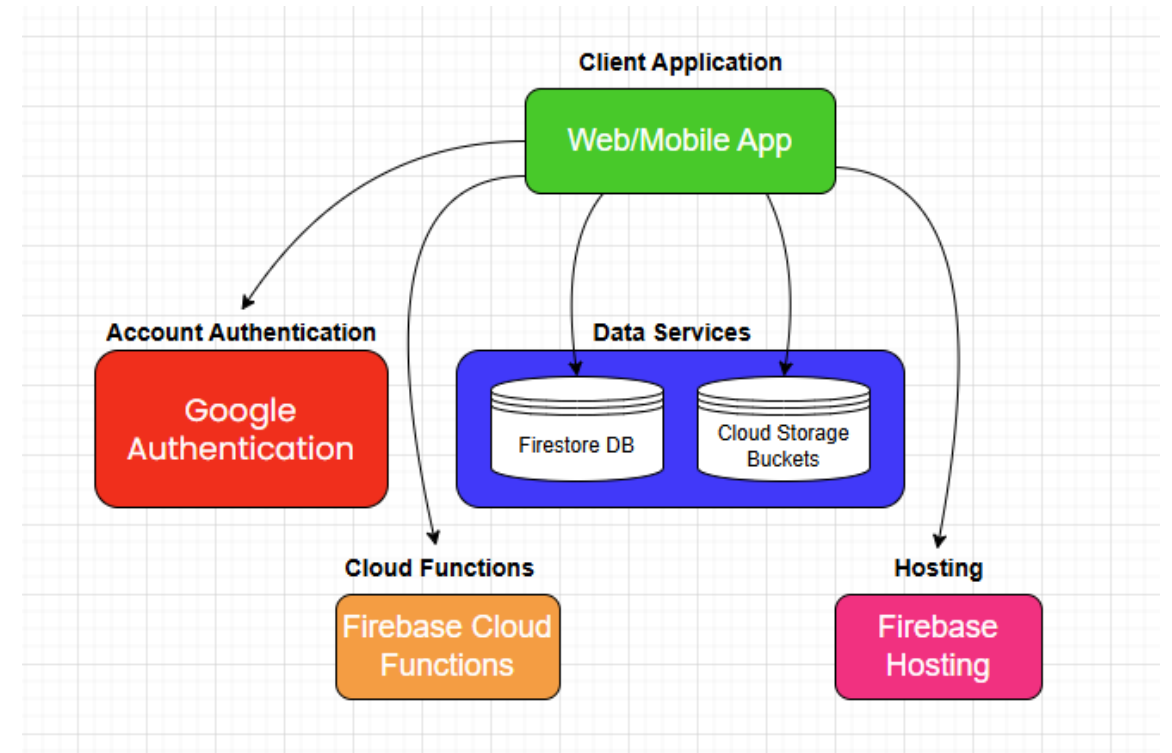 Client Application
Web/Mobile App
Account Authentication
Google
Authentication
Data Services
Firestore DB
Cloud Storage
Buckets
Cloud Functions
Firebase Cloud
Functions
Hosting
Firebase
Hosting